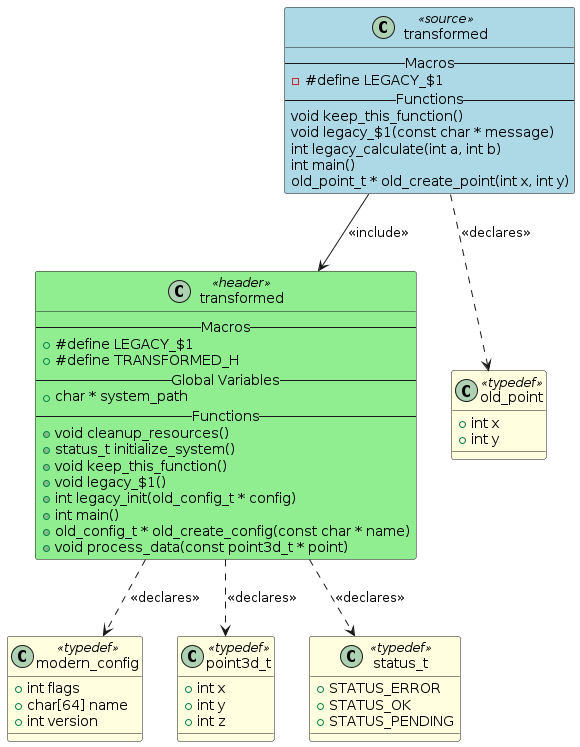 C «source»
transformed
Macros
#define LEGACY_$1
Functions
void keep_this_function()
void legacy_$1(const char * message)
int legacy_calculate(int a, int b)
int main()
old_point_t * old_create_point(int x, int y)
«include»
«declares»
C «header»
transformed
Macros
#define LEGACY_$1
#define TRANSFORMED_H
Global Variables
char * system_path
Functions
void cleanup_resources()
status_t initialize_system()
void keep_this_function()
void legacy_$1()
int legacy_init(old_config_t * config)
int main()
old_config_t * old_create_config(const char * name)
void process_data(const point3d_t * point)
C «typedef»
old_point
int x
int y
«declares»
«declares»
«declares»
C «typedef»
modern_config
int flags
char[64] name
int version
C «typedef»
point3d_t
int x
int y
int z
C «typedef»
status_t
STATUS_ERROR
STATUS_OK
STATUS_PENDING